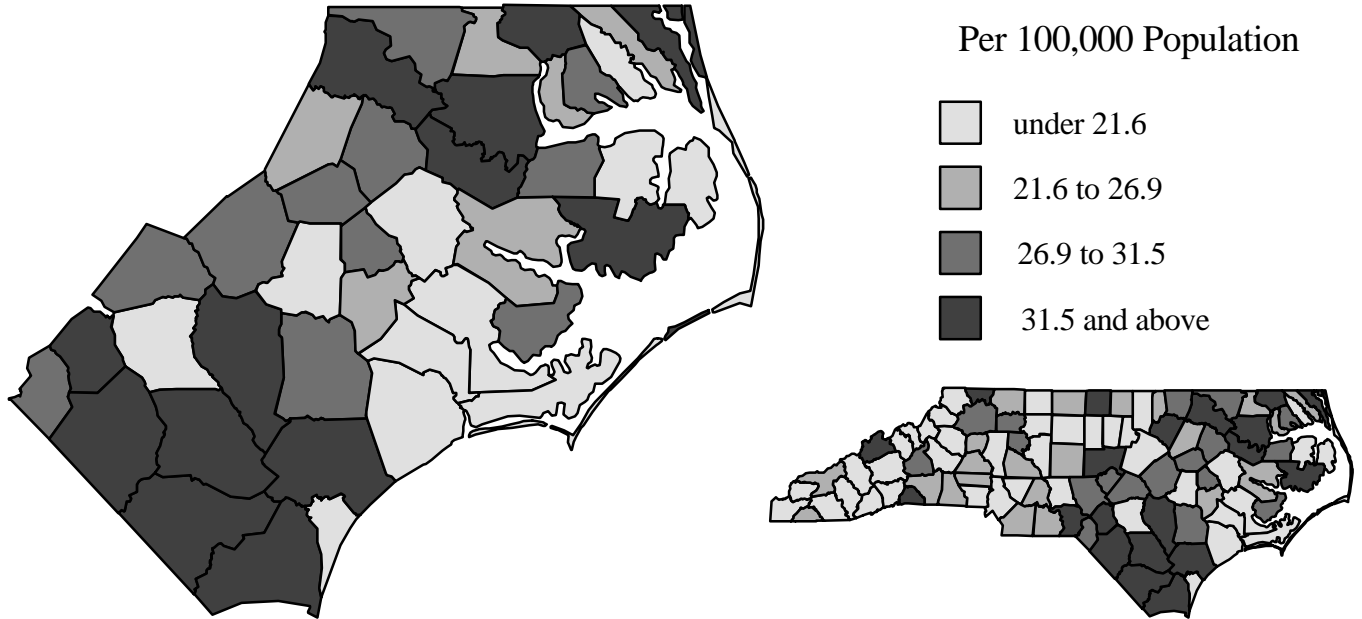 Per 100,000 Population
under 21.6
21.6 to 26.9
26.9 to 31.5
31.5 and above